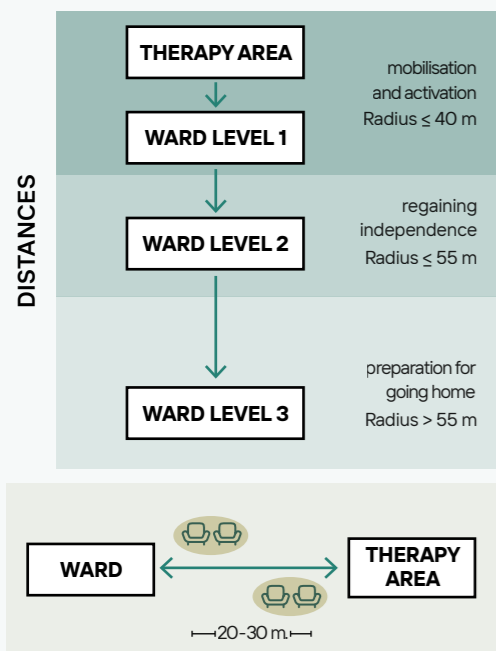 DISTANCES
THERAPY AREA
mobilisation
and activation
Radius ≤ 40 m
WARD LEVEL 1
regaining
independence
Radius ≤ 55 m
WARD LEVEL 2
preparation for
going home
Radius > 55 m
WARD LEVEL 3
WARD
THERAPY
AREA
20-30 m.